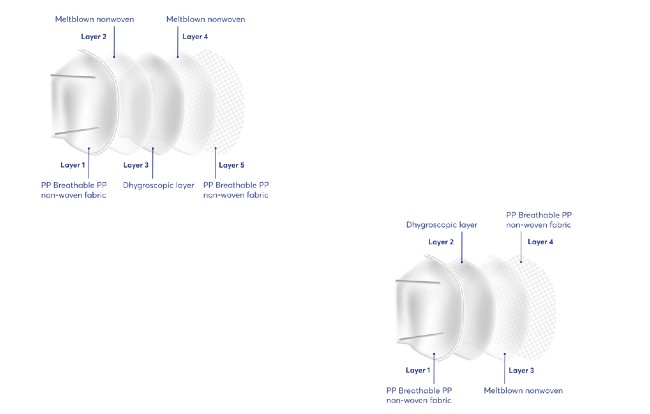 Meltblown nonwoven
Meltblown nonwoven
Layer 2
Layer 4
Layer 1
Layer 3
Layer 5
PP Breathable PP
non-woven fabric
Dhygroscopic layer
PP Breathable PP
non-woven fabric
PP Breathable PP
non-woven fabric
Dhygroscopic layer
Layer 2
Layer 4
Layer 1
Layer 3
PP Breathable PP
non-woven fabric
Meltblown nonwoven